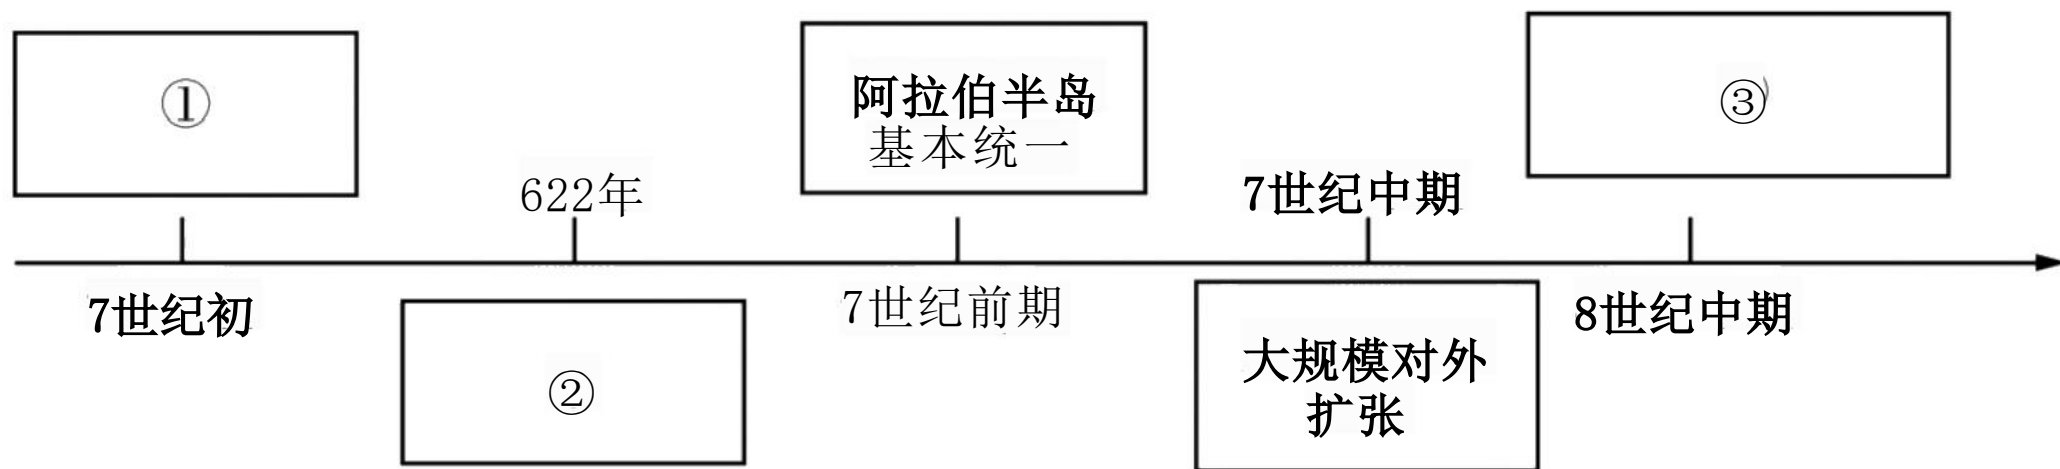 ①
7世纪初
622年
②
阿拉伯半岛
基本统一
7世纪前期
7世纪中期
大规模对外
扩张
③
8世纪中期